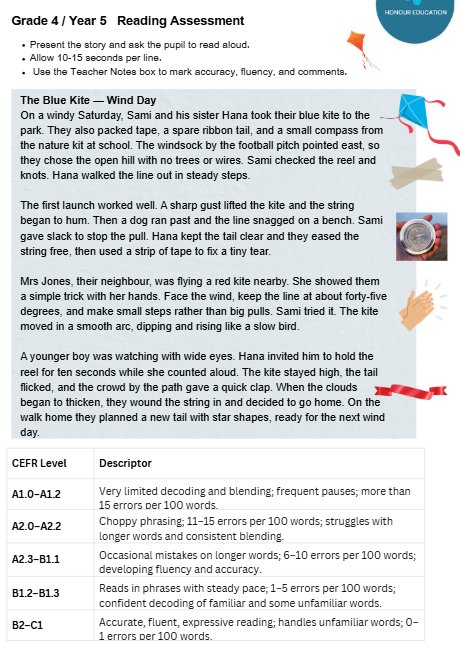 Grade 4 / Year 5 Reading Assessment
HONOUR EDUCATION
• Present the story and ask the pupil to read aloud.
• Allow 10-15 seconds per line.
• Use the Teacher Notes box to mark accuracy, fluency, and comments.
The Blue Kite — Wind Day
On a windy Saturday, Sami and his sister Hana took their blue kite to the
park. They also packed tape, a spare ribbon tail, and a small compass from
the nature kit at school. The windsock by the football pitch pointed east, so
they chose the open hill with no trees or wires. Sami checked the reel and
knots. Hana walked the line out in steady steps.
The first launch worked well. A sharp gust lifted the kite and the string
began to hum. Then a dog ran past and the line snagged on a bench. Sami
gave slack to stop the pull. Hana kept the tail clear and they eased the
string free, then used a strip of tape to fix a tiny tear.
Mrs Jones, their neighbour, was flying a red kite nearby. She showed them
a simple trick with her hands. Face the wind, keep the line at about forty-five
degrees, and make small steps rather than big pulls. Sami tried it. The kite
moved in a smooth arc, dipping and rising like a slow bird.
A younger boy was watching with wide eyes. Hana invited him to hold the
reel for ten seconds while she counted aloud. The kite stayed high, the tail
flicked, and the crowd by the path gave a quick clap. When the clouds
began to thicken, they wound the string in and decided to go home. On the
walk home they planned a new tail with star shapes, ready for the next wind
day.
CEFR Level Descriptor
A1.0–A1.2 Very limited decoding and blending; frequent pauses; more than
15 errors per 100 words.
A2.0–A2.2 Choppy phrasing; 11–15 errors per 100 words; struggles with
longer words and consistent blending.
A2.3–B1.1 Occasional mistakes on longer words; 6–10 errors per 100 words;
developing fluency and accuracy.
B1.2–B1.3 Reads in phrases with steady pace; 1–5 errors per 100 words;
confident decoding of familiar and some unfamiliar words.
B2–C1 Accurate, fluent, expressive reading; handles unfamiliar words; 0–
1 errors per 100 words.